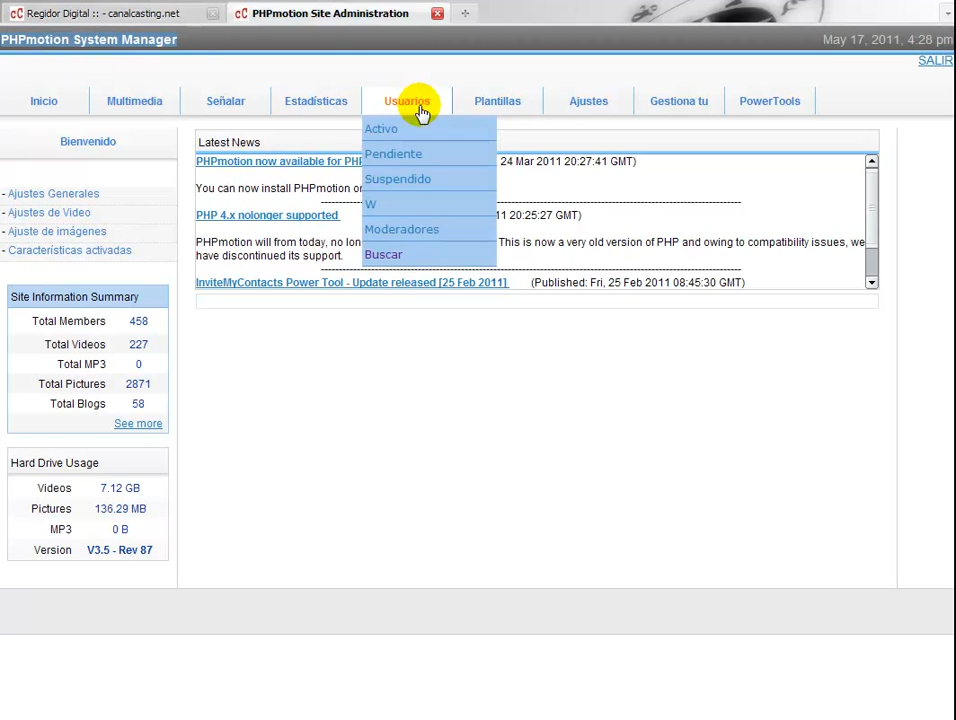 Regidor Digital :: - canalcasting.net
PHPmotion Site Administration
PHPmotion System Manager
May 17, 2011, 4:28 pm
SALIR
Inicio
Multimedia
Señalar
Estadísticas
Usuarios
Plantillas
Ajustes
Gestiona tu
PowerTools
Activo
Pendiente
Suspendido
W
Moderadores
Buscar
Bienvenido
- Ajustes Generales
- Ajustes de Video
- Ajuste de imágenes
- Características activadas
Latest News
PHPmotion now available for PHP 24 Mar 2011 20:27:41 GMT)
You can now install PHPmotion on
PHP 4.x nolonger supported 11 20:25:27 GMT)
PHPmotion will from today, no lon This is now a very old version of PHP and owing to compatibility issues, we
have discontinued its support.
InviteMyContacts Power Tool - Update released [25 Feb 2011] (Published: Fri, 25 Feb 2011 08:45:30 GMT)
Site Information Summary
Total Members 458
Total Videos 227
Total MP3 0
Total Pictures 2871
Total Blogs 58
See more
Hard Drive Usage
Videos 7.12 GB
Pictures 136.29 MB
MP3 0 B
Version V3.5 - Rev 87